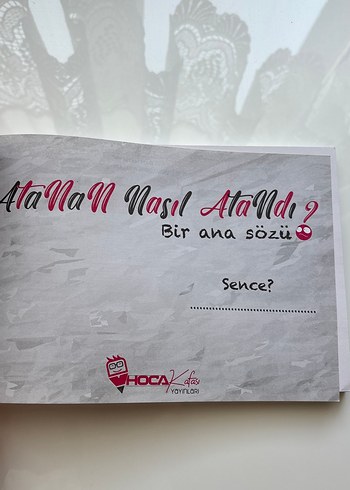 AtaNaN Nasıl AtaNdı?
Bir ana sözü
Sence?
................................
HOCA Kafası
YAYINLARI